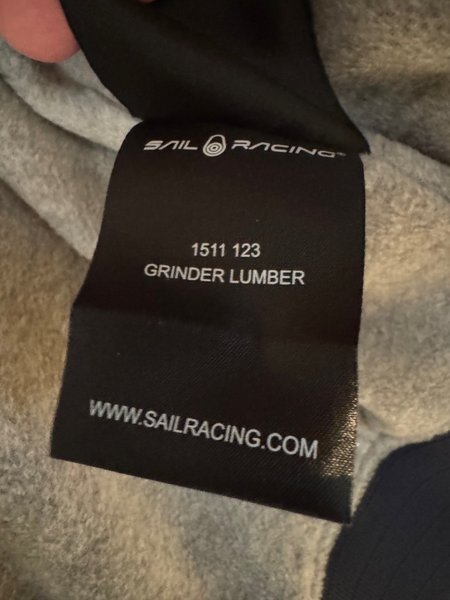 SAIL RACING®
1511 123
GRINDER LUMBER
WWW.SAILRACING.COM